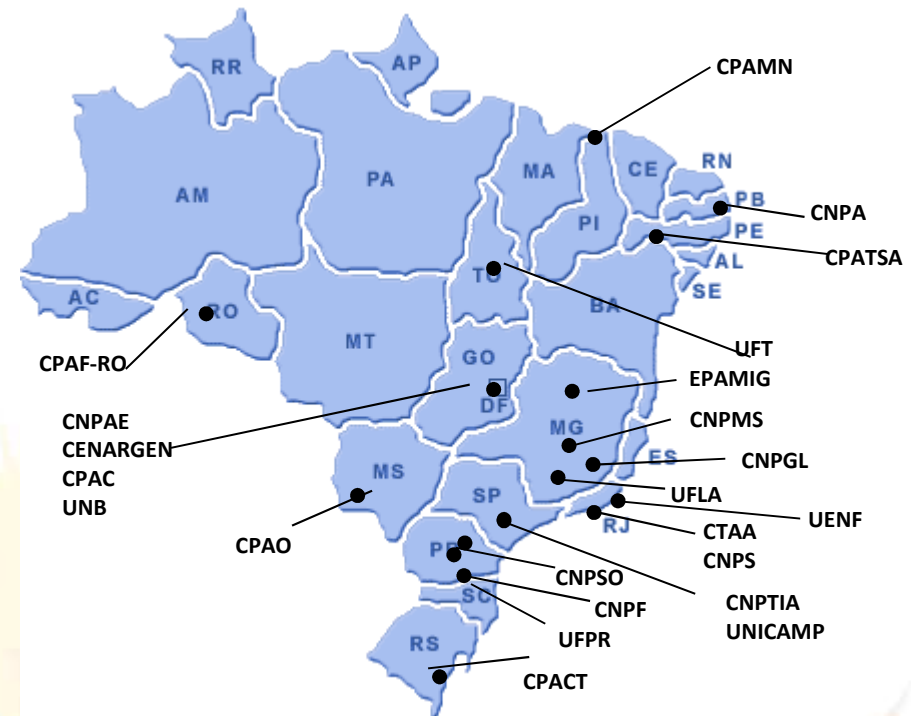 RR
AP
CPAMN
AM
PA
MA
CE
RN
PB
CNPA
PI
PE
CPATSA
AL
SE
TO
BA
AC
RO
MT
UFT
CPAF-RO
GO
EPAMIG
DF
CNPAE
CENARGEN
CPAC
UNB
MG
CNPMS
ES
CNPGL
MS
SP
UFLA
UENF
RJ
CTAA
CNPS
CPAO
PR
CNPSO
SC
CNPF
CNPTIA
UNICAMP
UFPR
RS
CPACT